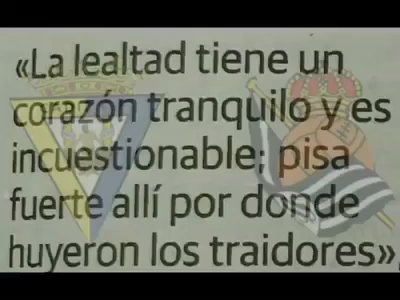 «La lealtad tiene un
corazón tranquilo y es
incuestionable; pisa
fuerte allí por donde
huyeron los traidores»,